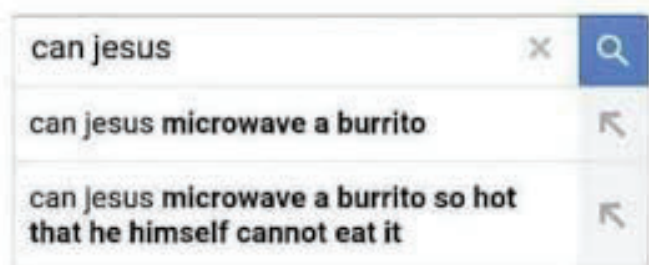 can jesus
can jesus microwave a burrito
can jesus microwave a burrito so hot
that he himself cannot eat it